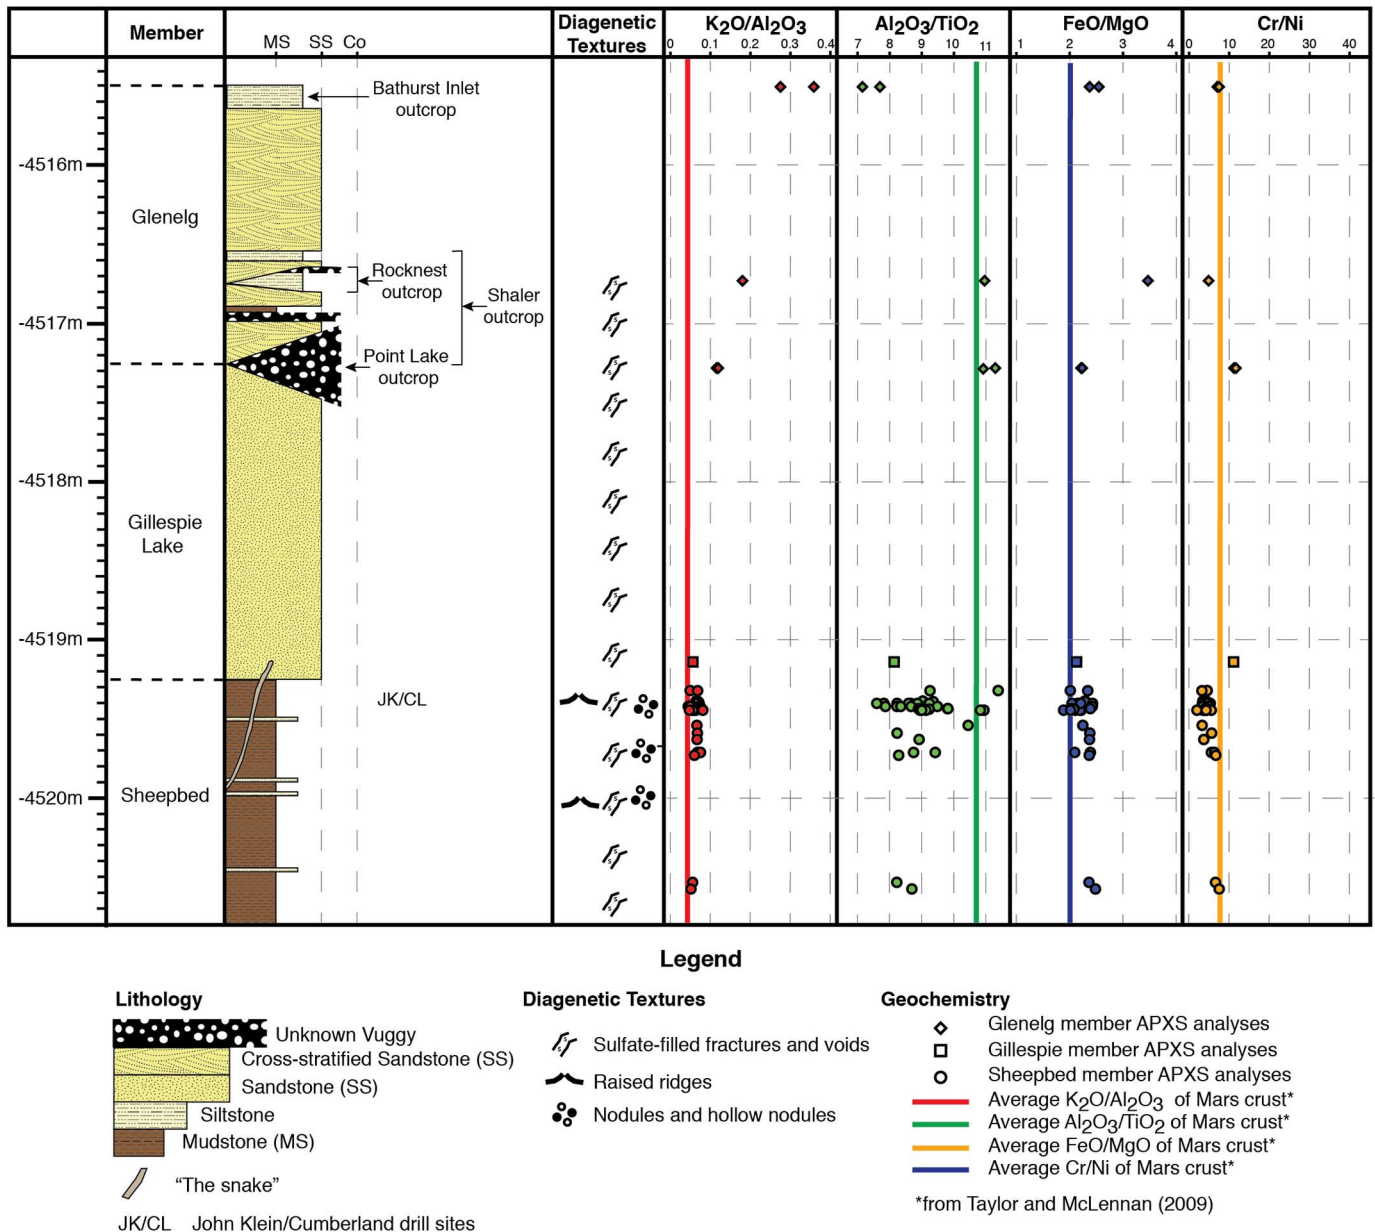 Member
MS SS Co
Diagenetic
Textures
K2O/Al2O3
0 0.1 0.2 0.3 0.4
Al2O3/TiO2
7 8 9 10 11
FeO/MgO
1 2 3 4
Cr/Ni
0 10 20 30 40
Bathurst Inlet
outcrop
-4516m
Glenelg
Rocknest
outcrop
Shaler
outcrop
-4517m
Point Lake
outcrop
-4518m
Gillespie
Lake
-4519m
JK/CL
Sheepbed
-4520m
Legend
Lithology
Unknown Vuggy
Cross-stratified Sandstone (SS)
Sandstone (SS)
Siltstone
Mudstone (MS)
“The snake”
JK/CL John Klein/Cumberland drill sites
Diagenetic Textures
Sulfate-filled fractures and voids
Raised ridges
Nodules and hollow nodules
Geochemistry
Glenelg member APXS analyses
Gillespie member APXS analyses
Sheepbed member APXS analyses
Average K2O/Al2O3 of Mars crust*
Average Al2O3/TiO2 of Mars crust*
Average FeO/MgO of Mars crust*
Average Cr/Ni of Mars crust*
*from Taylor and McLennan (2009)